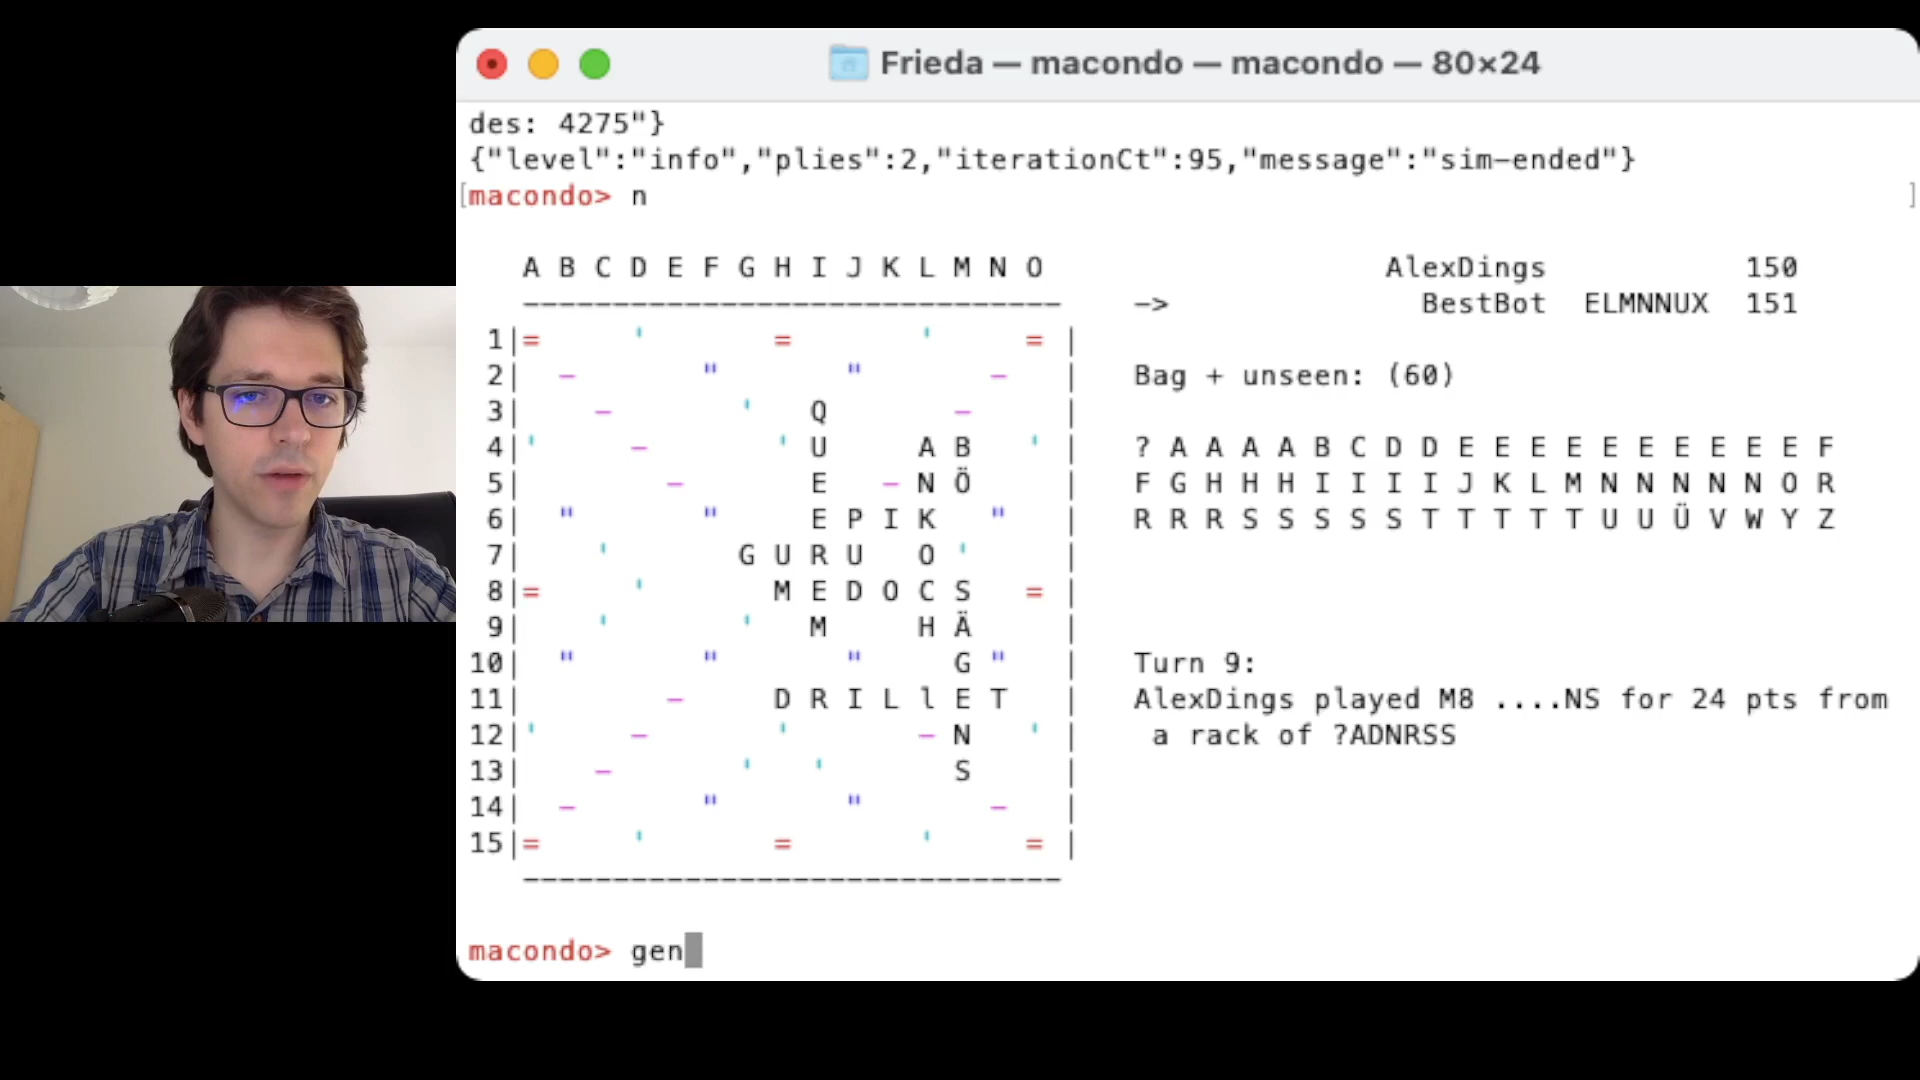 Frieda — macondo — macondo — 80×24
des: 4275"}
{"level":"info","plies":2,"iterationCt":95,"message":"sim-ended"}
[macondo> n ]
A B C D E F G H I J K L M N O AlexDings 150
------------------------------ -> BestBot ELMNNUX 151
1|= ' = ' = |
2| - " " - | Bag + unseen: (60)
3| - ' Q - |
4|' - ' U A B ' | ? A A A A B C D D E E E E E E E E E E F
5| - E - N Ö | F G H H H I I I I J K L M N N N N N O R
6| " " E P I K " | R R R S S S S S T T T T T U U Ü V W Y Z
7| ' G U R U O ' |
8|= ' M E D O C S = |
9| ' ' M H Ä |
10| " " " G " | Turn 9:
11| - D R I L l E T | AlexDings played M8 ....NS for 24 pts from
12|' - ' - N ' | a rack of ?ADNRSS
13| - ' ' S |
14| - " " - |
15|= ' = ' = |
------------------------------
macondo> gen